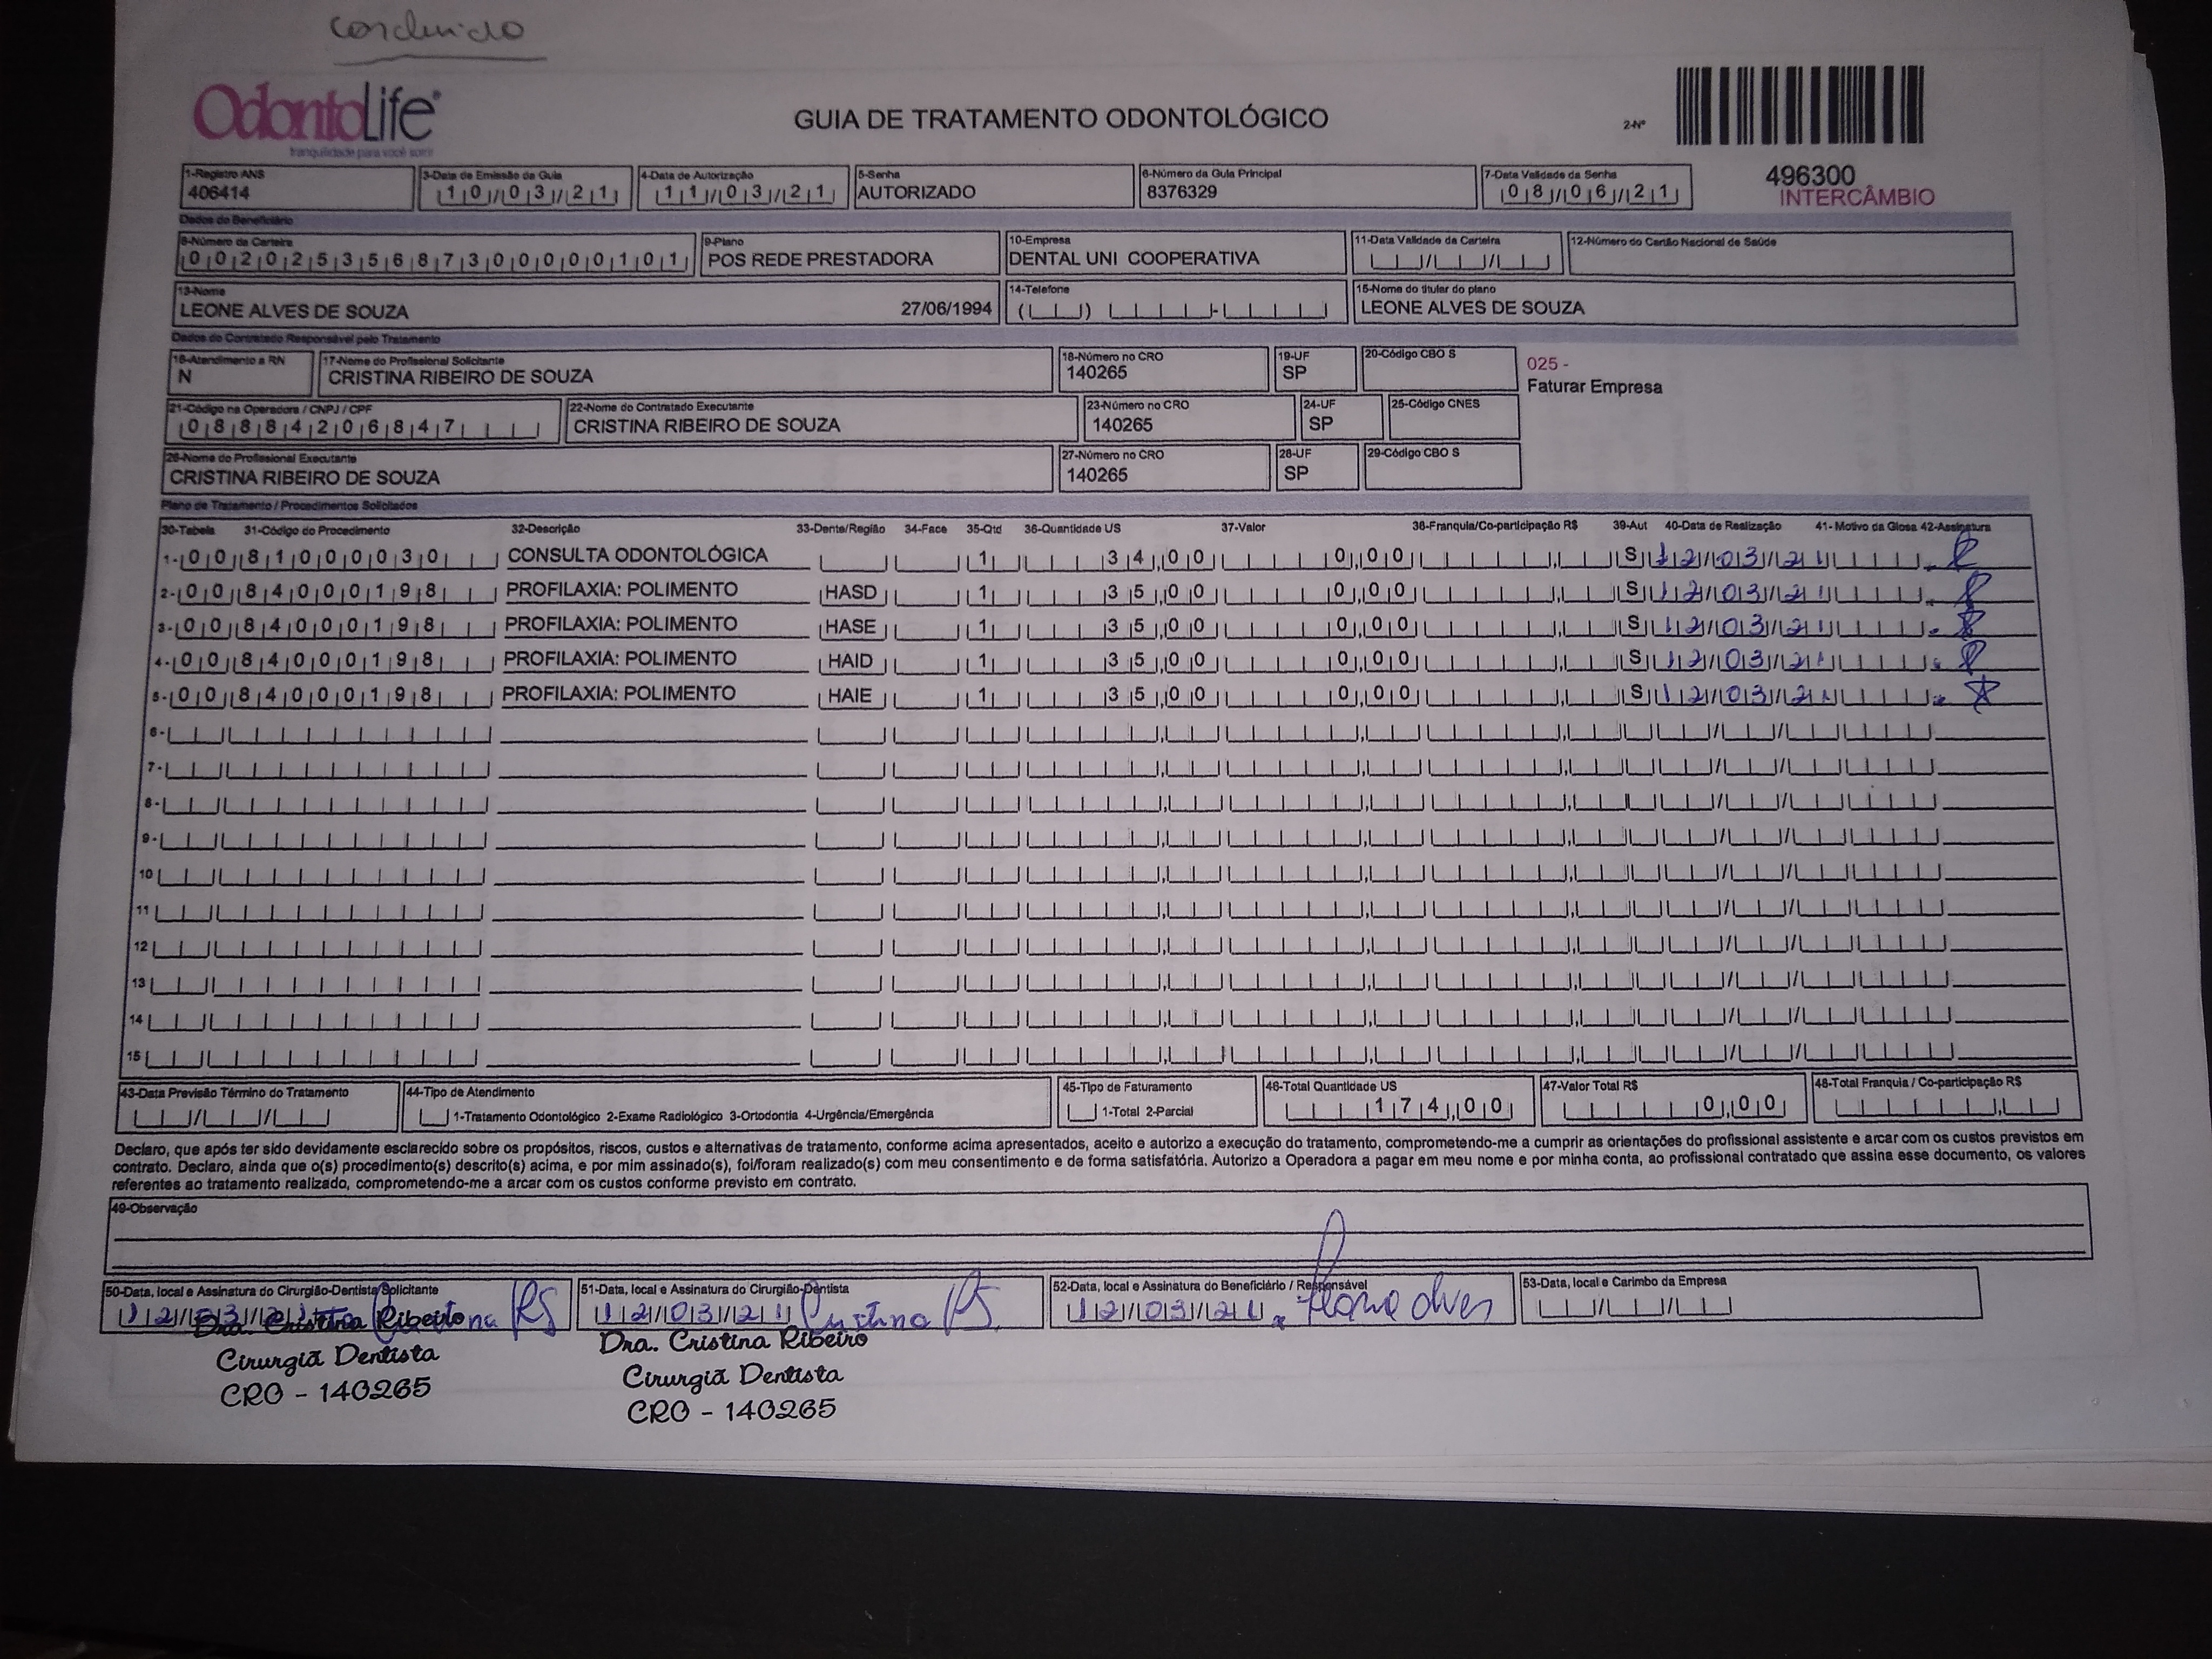 concluido
OdontoLife®
tranquilidade para você sorrir
GUIA DE TRATAMENTO ODONTOLÓGICO
2-Nº
496300
INTERCÂMBIO
1-Registro ANS
406414
3-Data de Emissão da Guia
10/03/21
4-Data de Autorização
11/03/21
5-Senha
AUTORIZADO
6-Número da Guia Principal
8376329
7-Data Validade da Senha
08/06/21
Dados do Beneficiário
8-Número da Carteira
00202535687300000101
9-Plano
POS REDE PRESTADORA
10-Empresa
DENTAL UNI COOPERATIVA
11-Data Validade da Carteira
12-Número do Cartão Nacional de Saúde
13-Nome
LEONE ALVES DE SOUZA 27/06/1994
14-Telefone
15-Nome do titular do plano
LEONE ALVES DE SOUZA
Dados do Contratado Responsável pelo Tratamento
16-Atendimento a RN
N
17-Nome do Profissional Solicitante
CRISTINA RIBEIRO DE SOUZA
18-Número no CRO
140265
19-UF
SP
20-Código CBO S
025 -
Faturar Empresa
21-Código na Operadora / CNPJ / CPF
08884206847
22-Nome do Contratado Executante
CRISTINA RIBEIRO DE SOUZA
23-Número no CRO
140265
24-UF
SP
25-Código CNES
26-Nome do Profissional Executante
CRISTINA RIBEIRO DE SOUZA
27-Número no CRO
140265
28-UF
SP
29-Código CBO S
Plano de Tratamento / Procedimentos Solicitados
30-Tabela 31-Código do Procedimento 32-Descrição 33-Dente/Região 34-Face 35-Qtd 36-Quantidade US 37-Valor 38-Franquia/Co-participação R$ 39-Aut 40-Data de Realização 41- Motivo da Glosa 42-Assinatura
1- 00 81000030 CONSULTA ODONTOLÓGICA 1 34,00 0,00 S 12/03/21
2- 00 84000198 PROFILAXIA: POLIMENTO HASD 1 35,00 0,00 S 12/03/21
3- 00 84000198 PROFILAXIA: POLIMENTO HASE 1 35,00 0,00 S 12/03/21
4- 00 84000198 PROFILAXIA: POLIMENTO HAID 1 35,00 0,00 S 12/03/21
5- 00 84000198 PROFILAXIA: POLIMENTO HAIE 1 35,00 0,00 S 12/03/21
6-
7-
8-
9-
10
11
12
13
14
15
43-Data Previsão Término do Tratamento
44-Tipo de Atendimento
1-Tratamento Odontológico 2-Exame Radiológico 3-Ortodontia 4-Urgência/Emergência
45-Tipo de Faturamento
1-Total 2-Parcial
46-Total Quantidade US
174,00
47-Valor Total R$
0,00
48-Total Franquia / Co-participação R$
Declaro, que após ter sido devidamente esclarecido sobre os propósitos, riscos, custos e alternativas de tratamento, conforme acima apresentados, aceito e autorizo a execução do tratamento, comprometendo-me a cumprir as orientações do profissional assistente e arcar com os custos previstos em
contrato. Declaro, ainda que o(s) procedimento(s) descrito(s) acima, e por mim assinado(s), foi/foram realizado(s) com meu consentimento e de forma satisfatória. Autorizo a Operadora a pagar em meu nome e por minha conta, ao profissional contratado que assina esse documento, os valores
referentes ao tratamento realizado, comprometendo-me a arcar com os custos conforme previsto em contrato.
49-Observação
50-Data, local e Assinatura do Cirurgião-Dentista Solicitante
12/03/21
Dra. Cristina Ribeiro
Cirurgiã Dentista
CRO - 140265
51-Data, local e Assinatura do Cirurgião-Dentista
12/03/21 Cristina RS
Dra. Cristina Ribeiro
Cirurgiã Dentista
CRO - 140265
52-Data, local e Assinatura do Beneficiário / Responsável
12/03/21 Alves
53-Data, local e Carimbo da Empresa